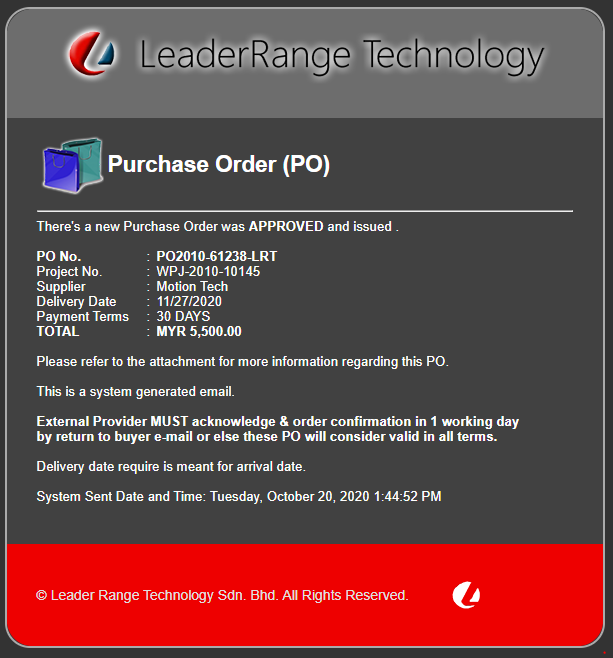 LeaderRange Technology
Purchase Order (PO)
There's a new Purchase Order was APPROVED and issued .
PO No. : PO2010-61238-LRT
Project No. : WPJ-2010-10145
Supplier : Motion Tech
Delivery Date : 11/27/2020
Payment Terms : 30 DAYS
TOTAL : MYR 5,500.00
Please refer to the attachment for more information regarding this PO.
This is a system generated email.
External Provider MUST acknowledge & order confirmation in 1 working day
by return to buyer e-mail or else these PO will consider valid in all terms.
Delivery date require is meant for arrival date.
System Sent Date and Time: Tuesday, October 20, 2020 1:44:52 PM
© Leader Range Technology Sdn. Bhd. All Rights Reserved.